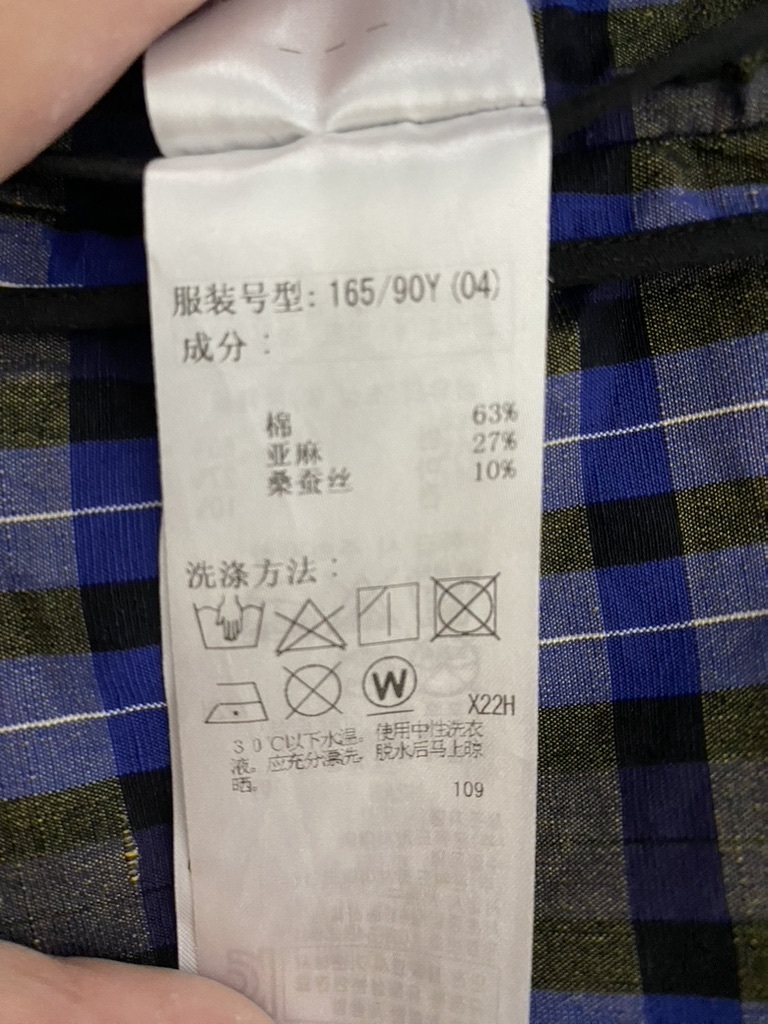 服装号型: 165/90Y (04)
成分:
棉 63%
亚麻 27%
桑蚕丝 10%
洗涤方法:
W
X22H
30℃以下水温。使用中性洗衣
液。应充分漂洗。脱水后马上晾
晒。
109